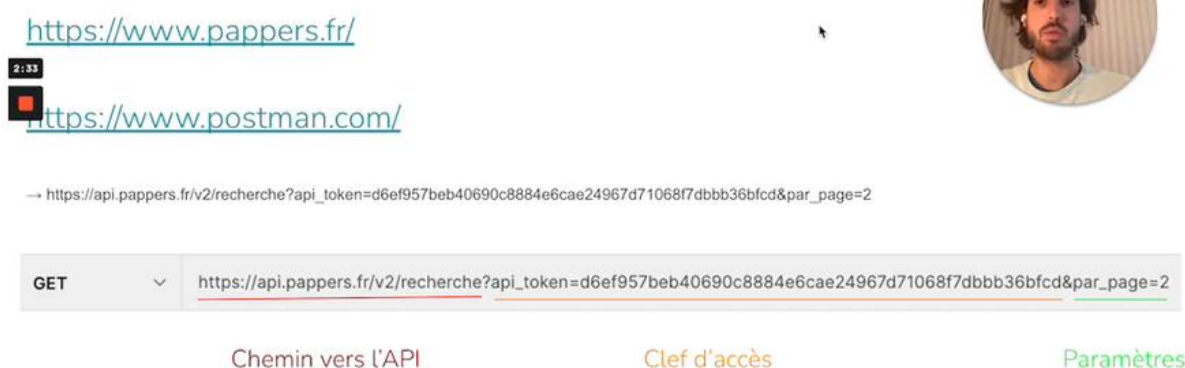 https://www.pappers.fr/
2:33
https://www.postman.com/
→ https://api.pappers.fr/v2/recherche?api_token=d6ef957beb40690c8884e6cae24967d71068f7dbbb36bfcd&par_page=2
GET https://api.pappers.fr/v2/recherche?api_token=d6ef957beb40690c8884e6cae24967d71068f7dbbb36bfcd&par_page=2
Chemin vers l'API Clef d'accès Paramètres